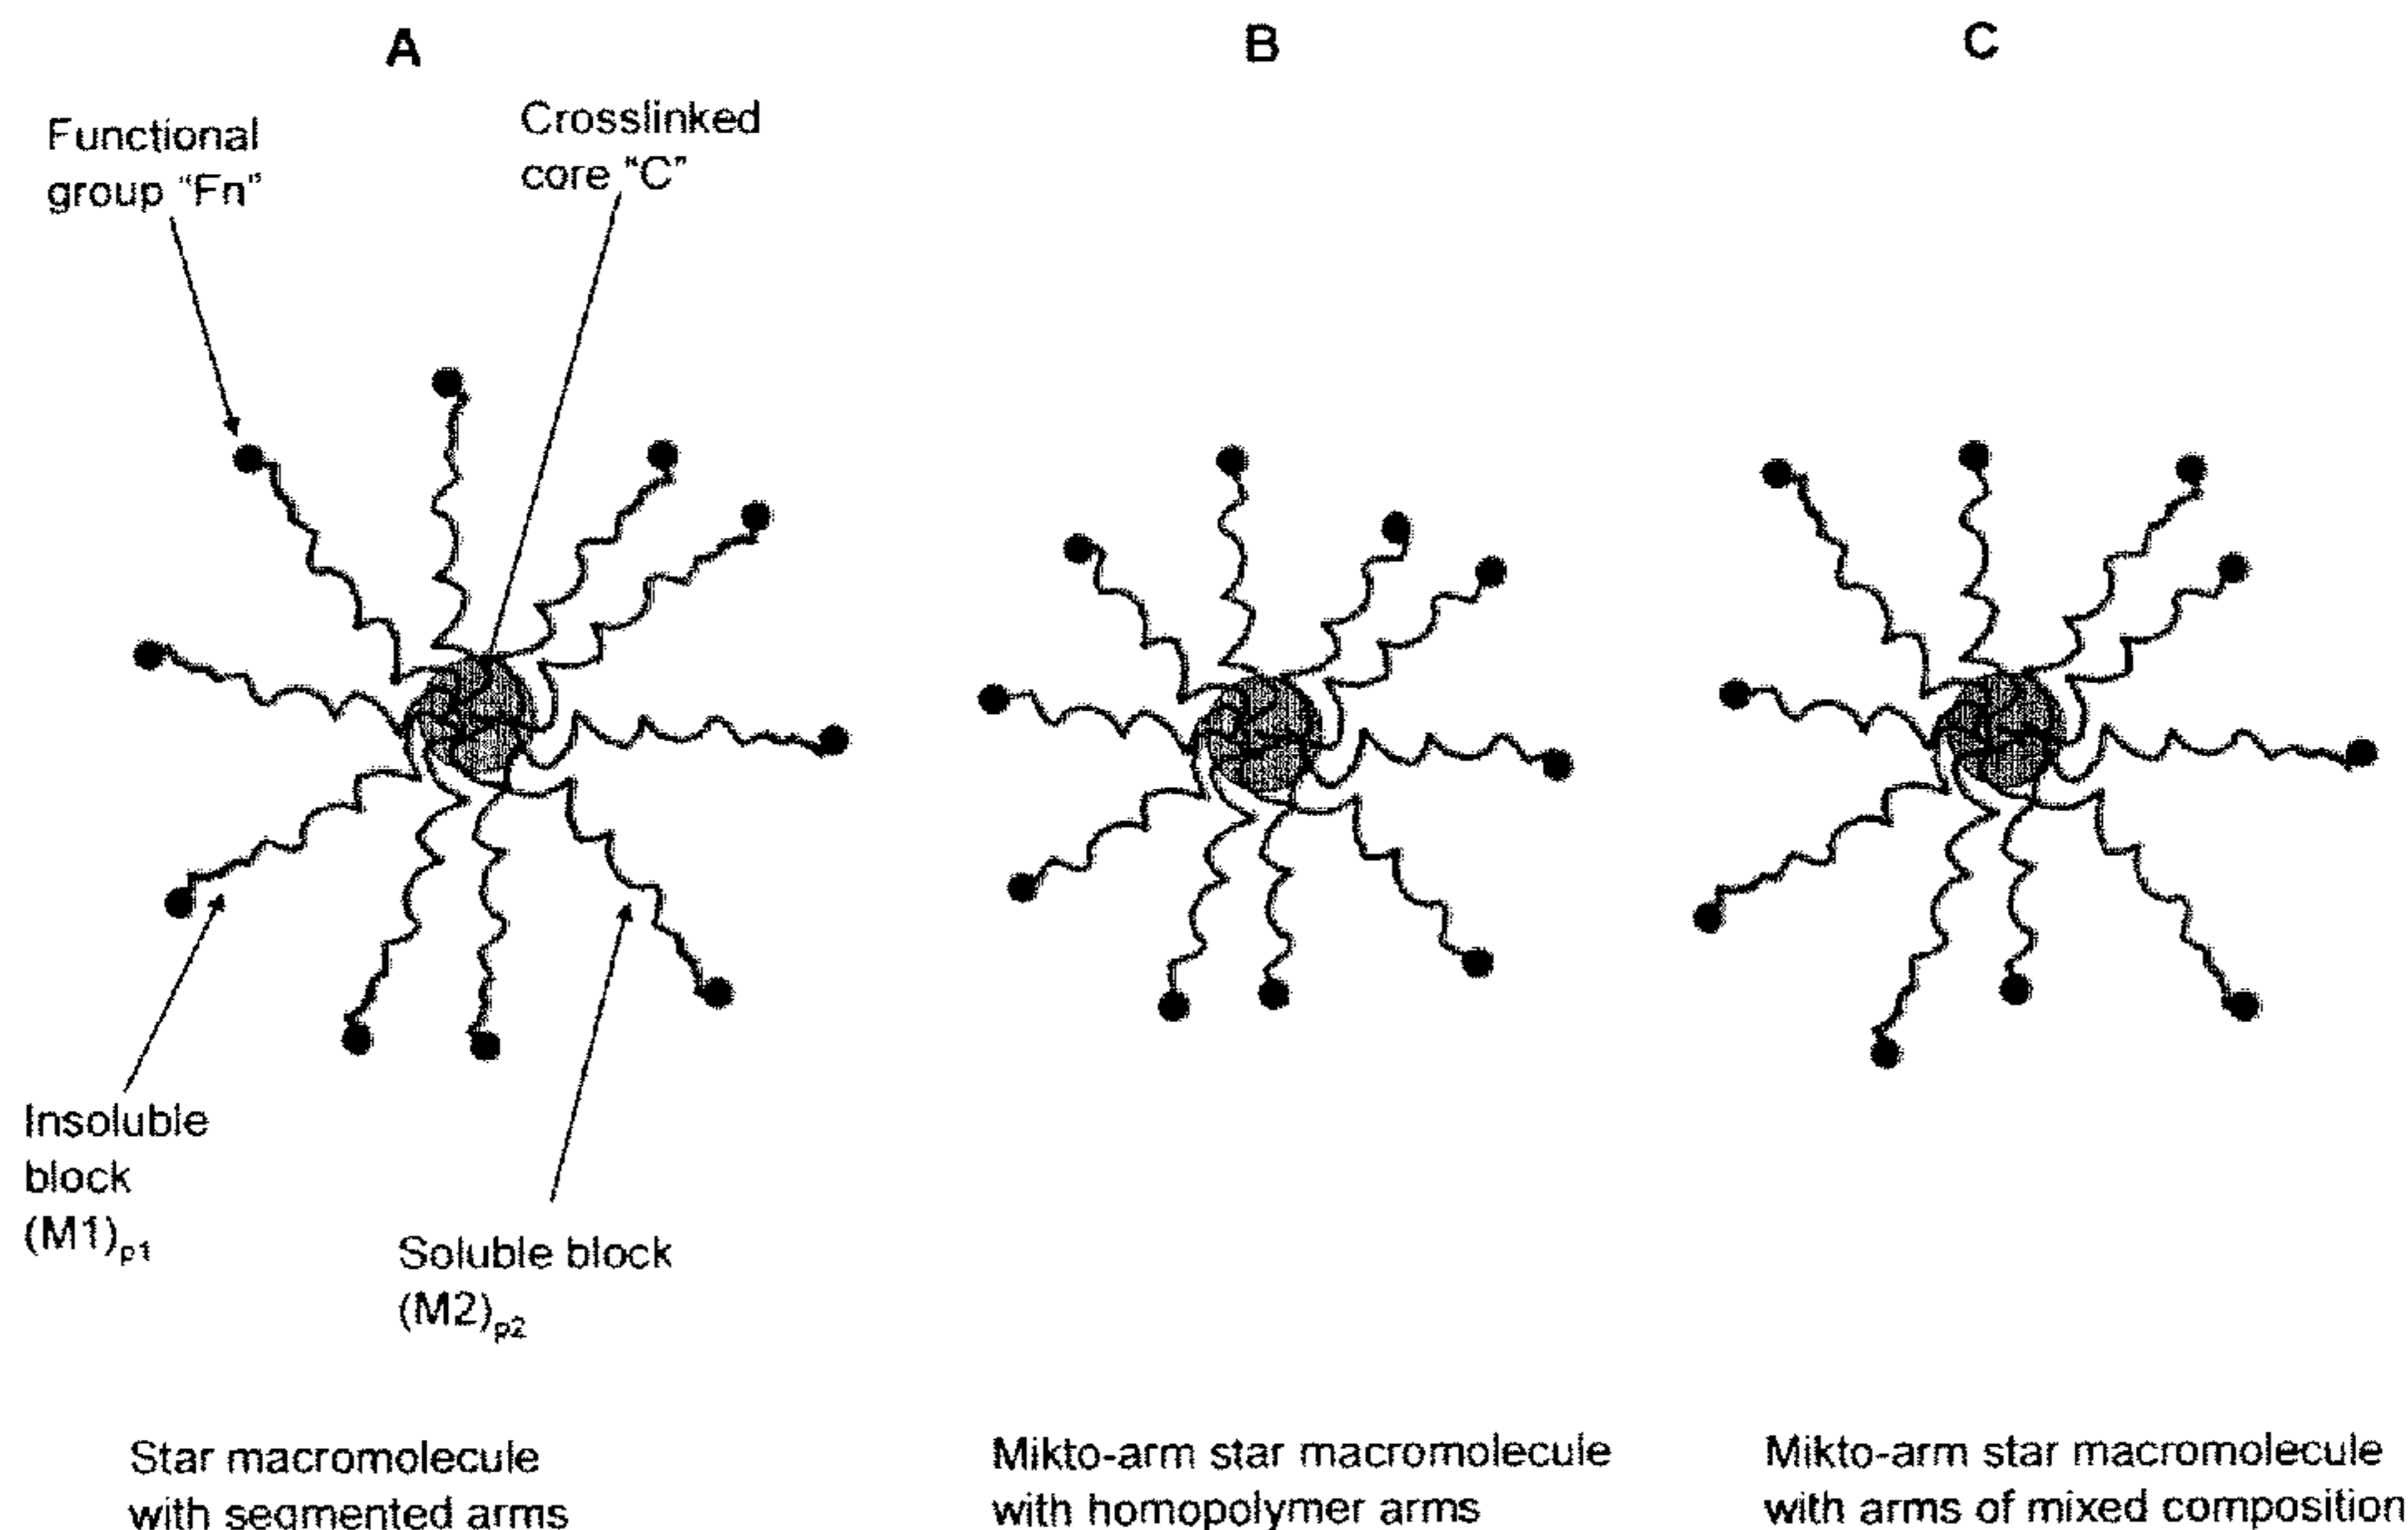 A
B
C
Functional
group "Fn"
Crosslinked
core "C"
Insoluble
block
(M1)p1
Soluble block
(M2)p2
Star macromolecule
with segmented arms
Mikto-arm star macromolecule
with homopolymer arms
Mikto-arm star macromolecule
with arms of mixed composition